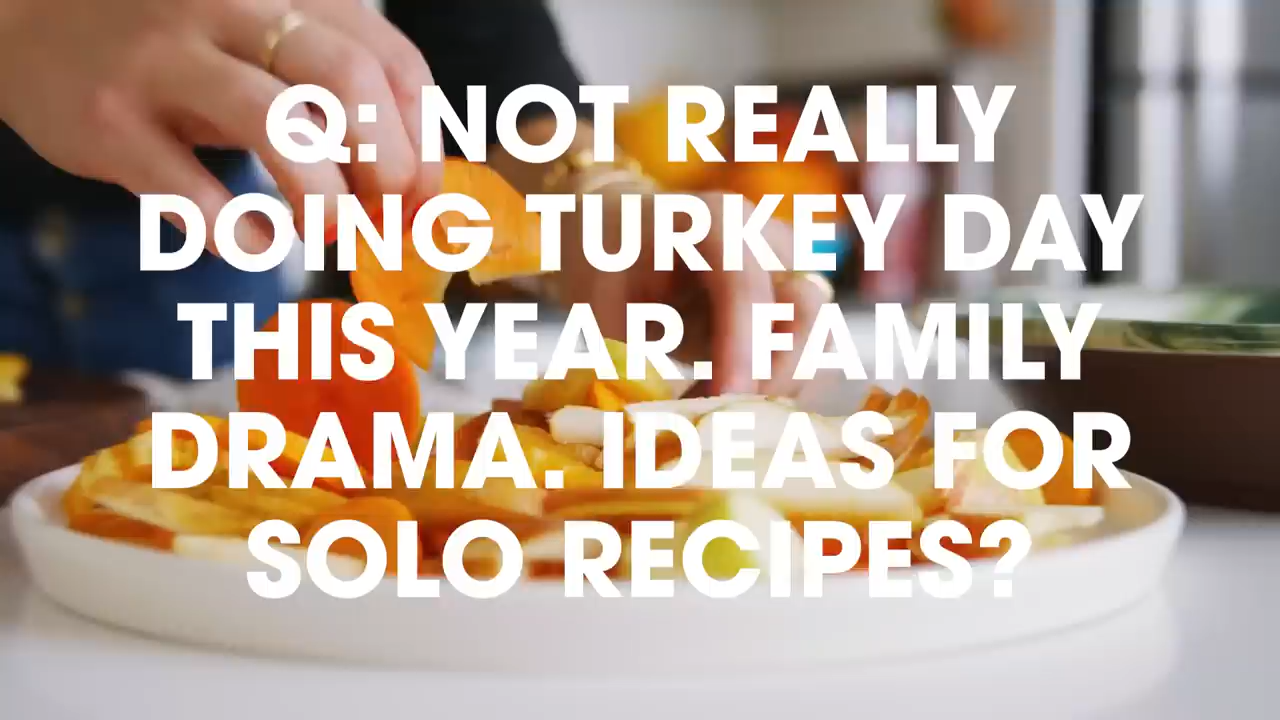 Q: NOT REALLY
DOING TURKEY DAY
THIS YEAR. FAMILY
DRAMA. IDEAS FOR
SOLO RECIPES?